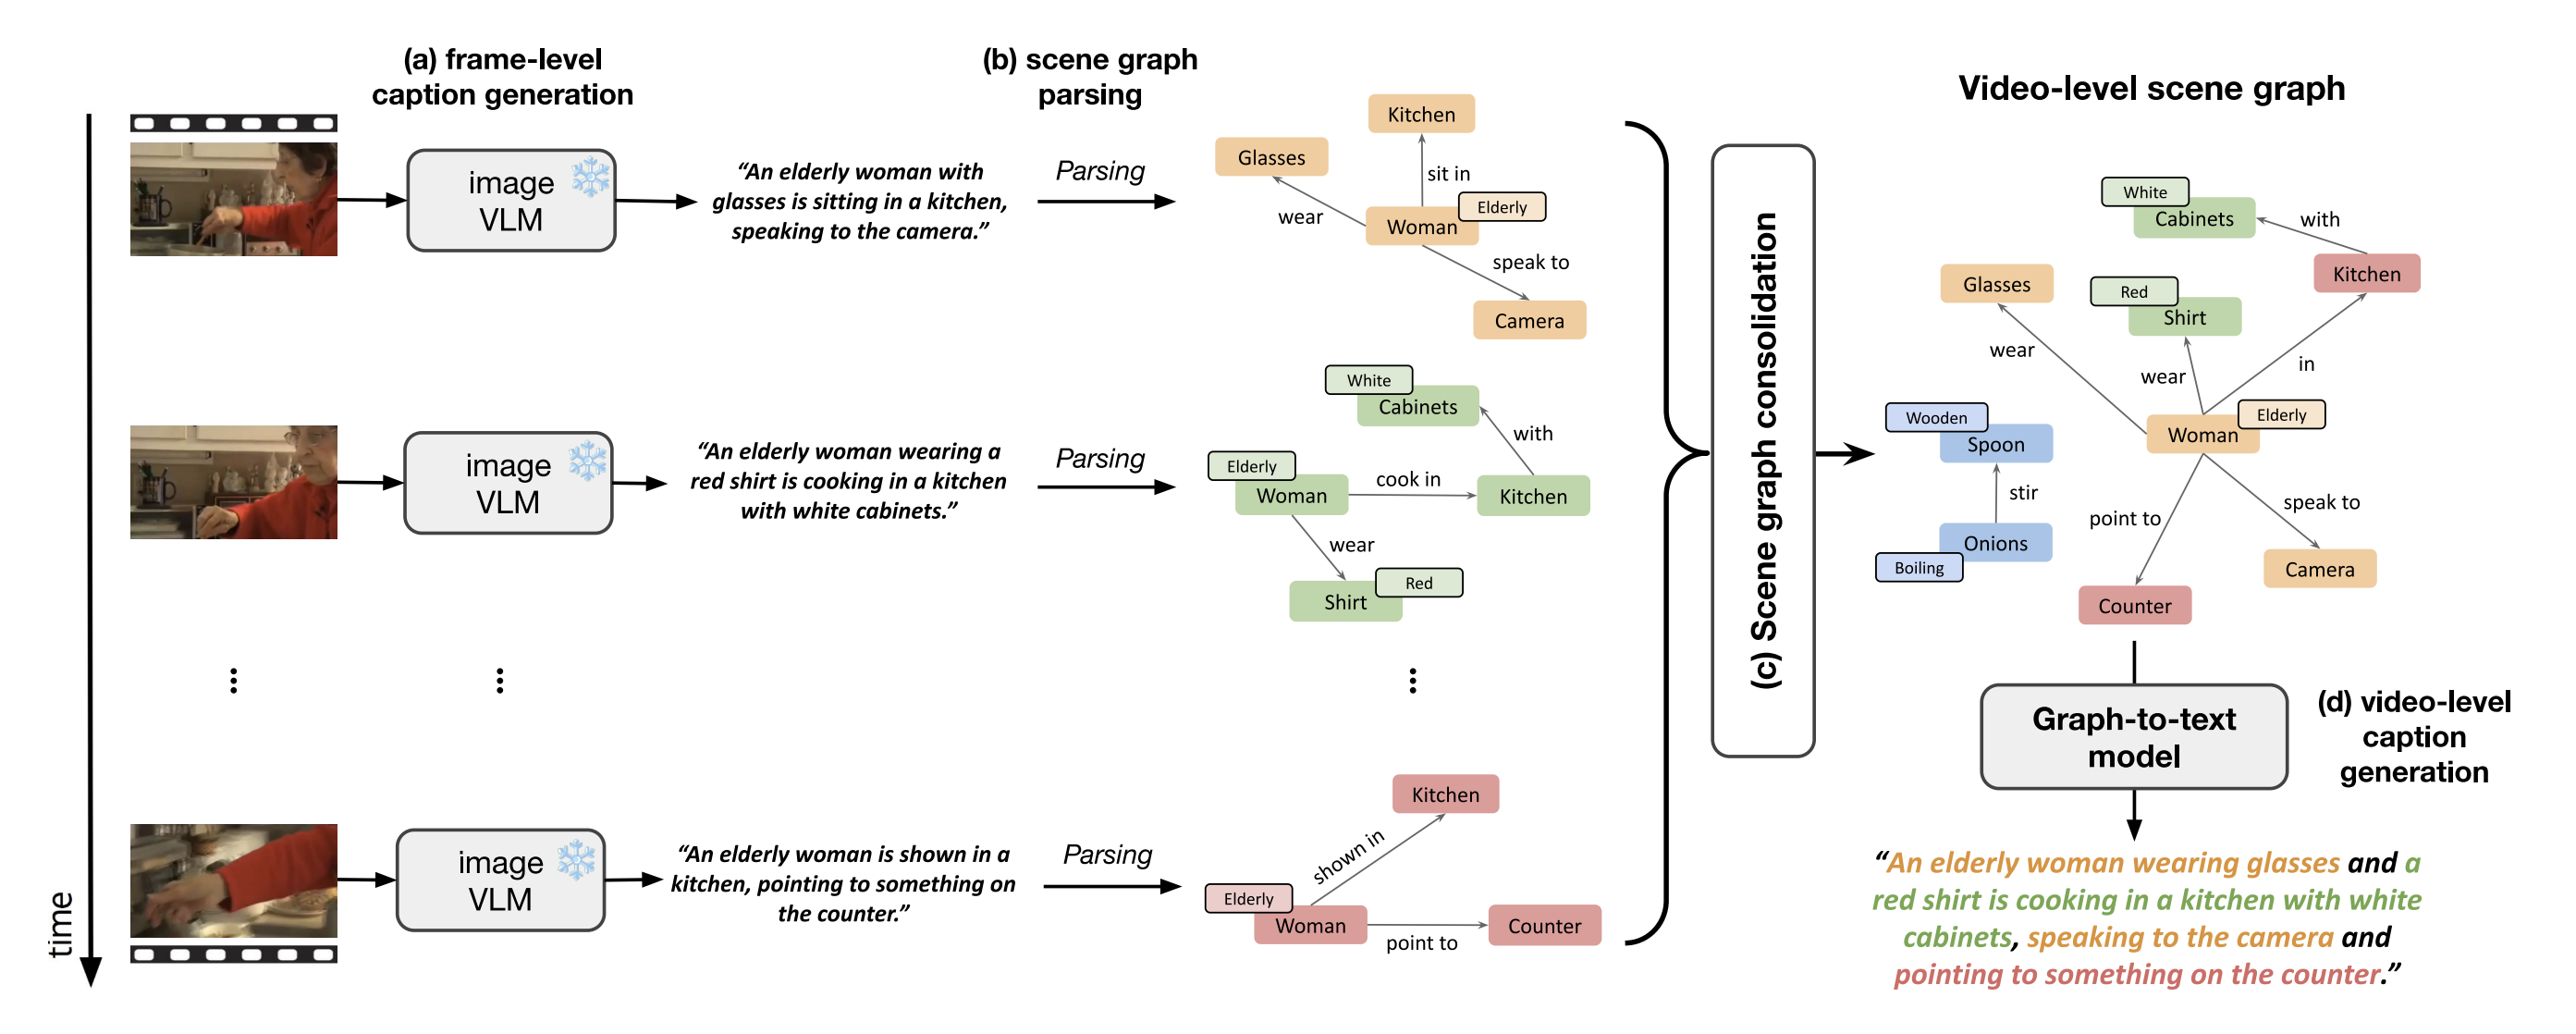 (a) frame-level
caption generation
(b) scene graph
parsing
Video-level scene graph
time
image
VLM
“An elderly woman with
glasses is sitting in a kitchen,
speaking to the camera.”
Parsing
Kitchen
Glasses
sit in
Elderly
wear
Woman
speak to
Camera
image
VLM
“An elderly woman wearing a
red shirt is cooking in a kitchen
with white cabinets.”
Parsing
White
Cabinets
with
Elderly
Woman
cook in
Kitchen
wear
Red
Shirt
image
VLM
“An elderly woman is shown in a
kitchen, pointing to something on
the counter.”
Parsing
Kitchen
shown in
Elderly
Woman
point to
Counter
(c) Scene graph consolidation
White
Cabinets
with
Kitchen
Glasses
Red
Shirt
wear
wear
in
Wooden
Spoon
Elderly
Woman
stir
point to
speak to
Onions
Boiling
Camera
Counter
Graph-to-text
model
(d) video-level
caption
generation
“An elderly woman wearing glasses and a
red shirt is cooking in a kitchen with white
cabinets, speaking to the camera and
pointing to something on the counter.”